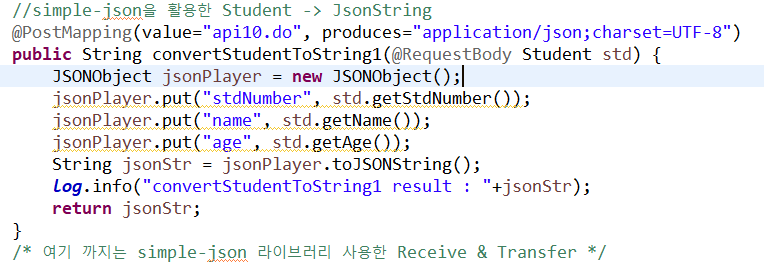 //simple-json을 활용한 Student -> JsonString
@PostMapping(value="api10.do", produces="application/json;charset=UTF-8")
public String convertStudentToString1(@RequestBody Student std) {
    JSONObject jsonPlayer = new JSONObject();
    jsonPlayer.put("stdNumber", std.getStdNumber());
    jsonPlayer.put("name", std.getName());
    jsonPlayer.put("age", std.getAge());
    String jsonStr = jsonPlayer.toJSONString();
    log.info("convertStudentToString1 result : "+jsonStr);
    return jsonStr;
}
/* 여기 까지는 simple-json 라이브러리 사용한 Receive & Transfer */